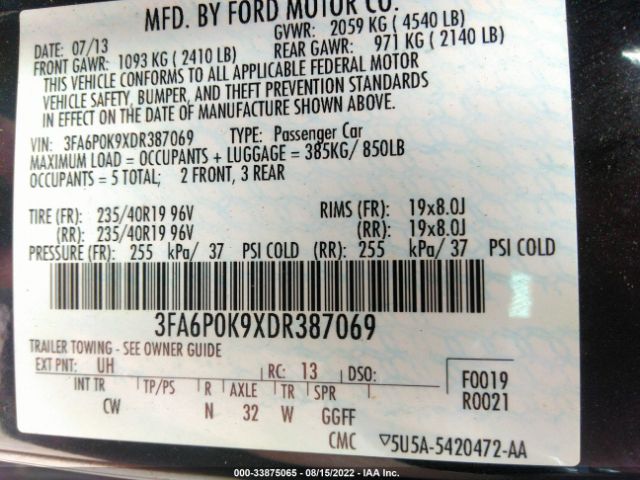 MFD. BY FORD MOTOR CO.
DATE: 07/13 GVWR: 2059 KG (4540 LB)
FRONT GAWR: 1093 KG (2410 LB) REAR GAWR: 971 KG (2140 LB)
THIS VEHICLE CONFORMS TO ALL APPLICABLE FEDERAL MOTOR
VEHICLE SAFETY, BUMPER, AND THEFT PREVENTION STANDARDS
IN EFFECT ON THE DATE OF MANUFACTURE SHOWN ABOVE.
VIN: 3FA6P0K9XDR387069 TYPE: Passenger Car
MAXIMUM LOAD = OCCUPANTS + LUGGAGE = 385KG/ 850LB
OCCUPANTS = 5 TOTAL; 2 FRONT, 3 REAR
TIRE (FR): 235/40R19 96V RIMS (FR): 19x8.0J
(RR): 235/40R19 96V (RR): 19x8.0J
PRESSURE (FR): 255 kPa/ 37 PSI COLD (RR): 255 kPa/ 37 PSI COLD
3FA6P0K9XDR387069
TRAILER TOWING - SEE OWNER GUIDE
EXT PNT: UH RC: 13 DSO: F0019
INT TR TP/PS R AXLE TR SPR R0021
CW N 32 W GGFF
CMC ▽5U5A-5420472-AA
000-33875065 - 08/15/2022 - IAA Inc.